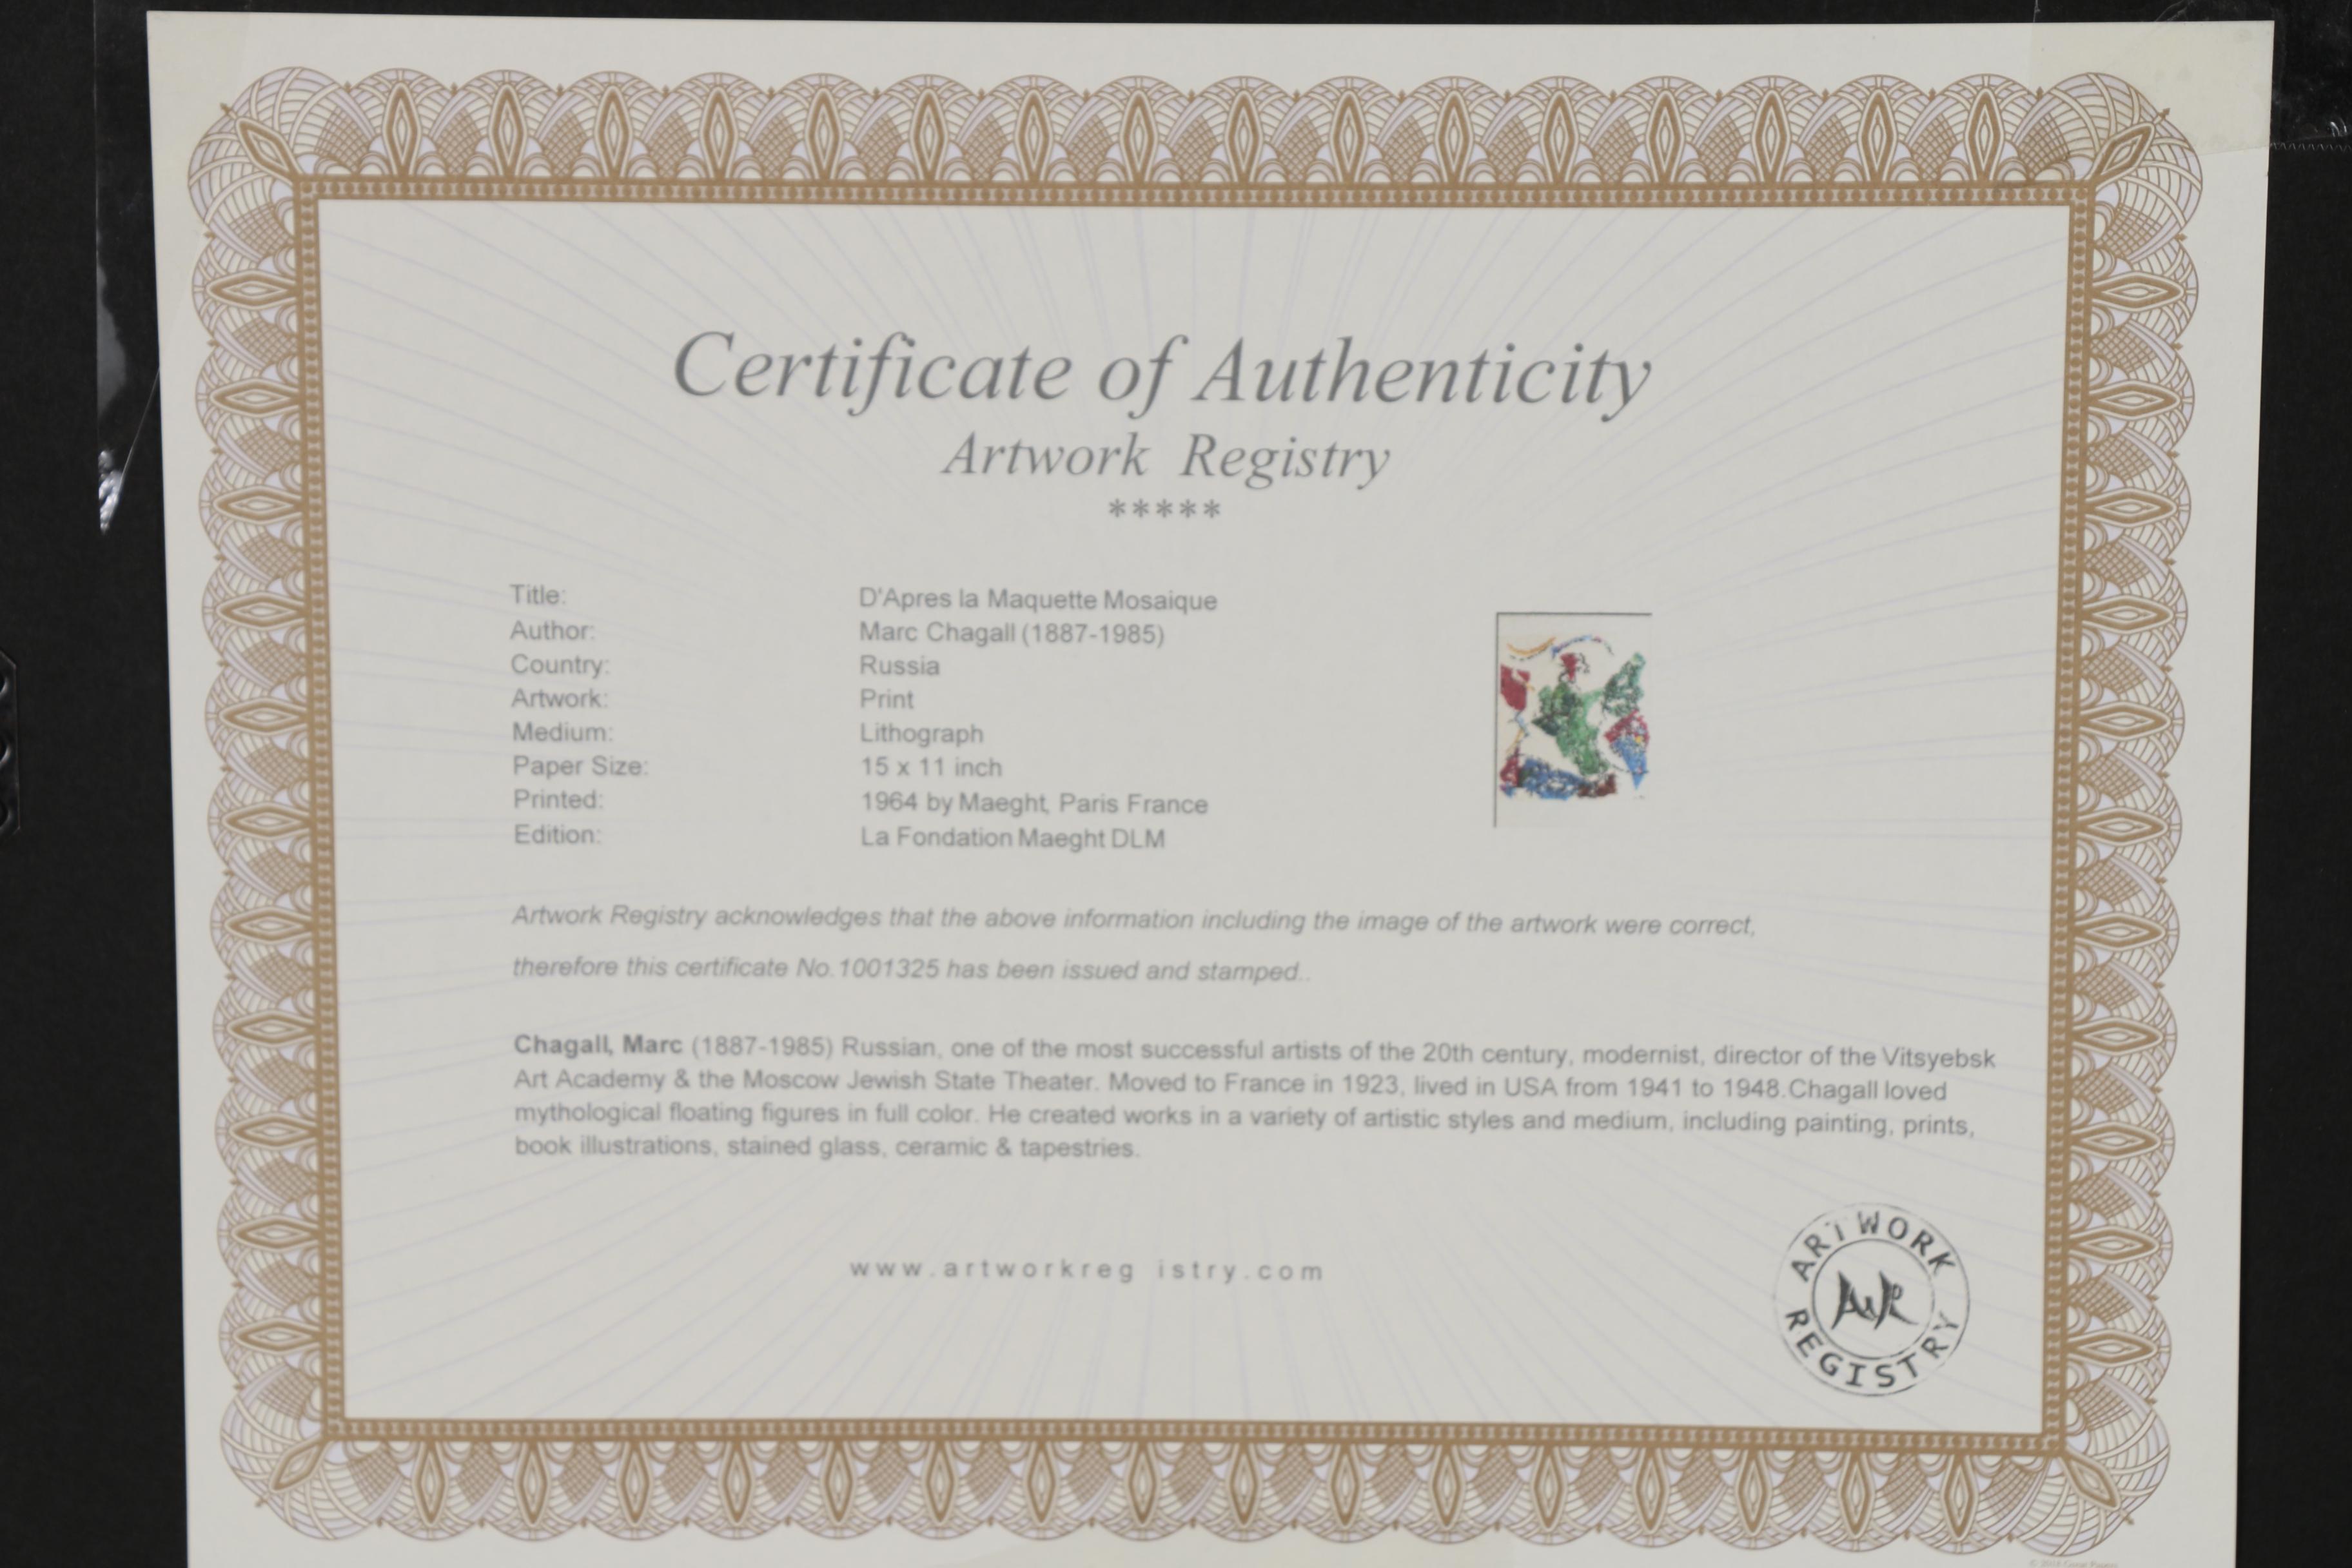 Certificate of Authenticity
Artwork Registry
*****
Title: D'Apres la Maquette Mosaique
Author: Marc Chagall (1887-1985)
Country: Russia
Artwork: Print
Medium: Lithograph
Paper Size: 15 x 11 inch
Printed: 1964 by Maeght, Paris France
Edition: La Fondation Maeght DLM
Artwork Registry acknowledges that the above information including the image of the artwork were correct,
therefore this certificate No.1001325 has been issued and stamped..
Chagall, Marc (1887-1985) Russian, one of the most successful artists of the 20th century, modernist, director of the Vitsyebsk
Art Academy & the Moscow Jewish State Theater. Moved to France in 1923, lived in USA from 1941 to 1948.Chagall loved
mythological floating figures in full color. He created works in a variety of artistic styles and medium, including painting, prints,
book illustrations, stained glass, ceramic & tapestries.
www.artworkreg istry.com
ARTWORK
AWR
REGISTRY